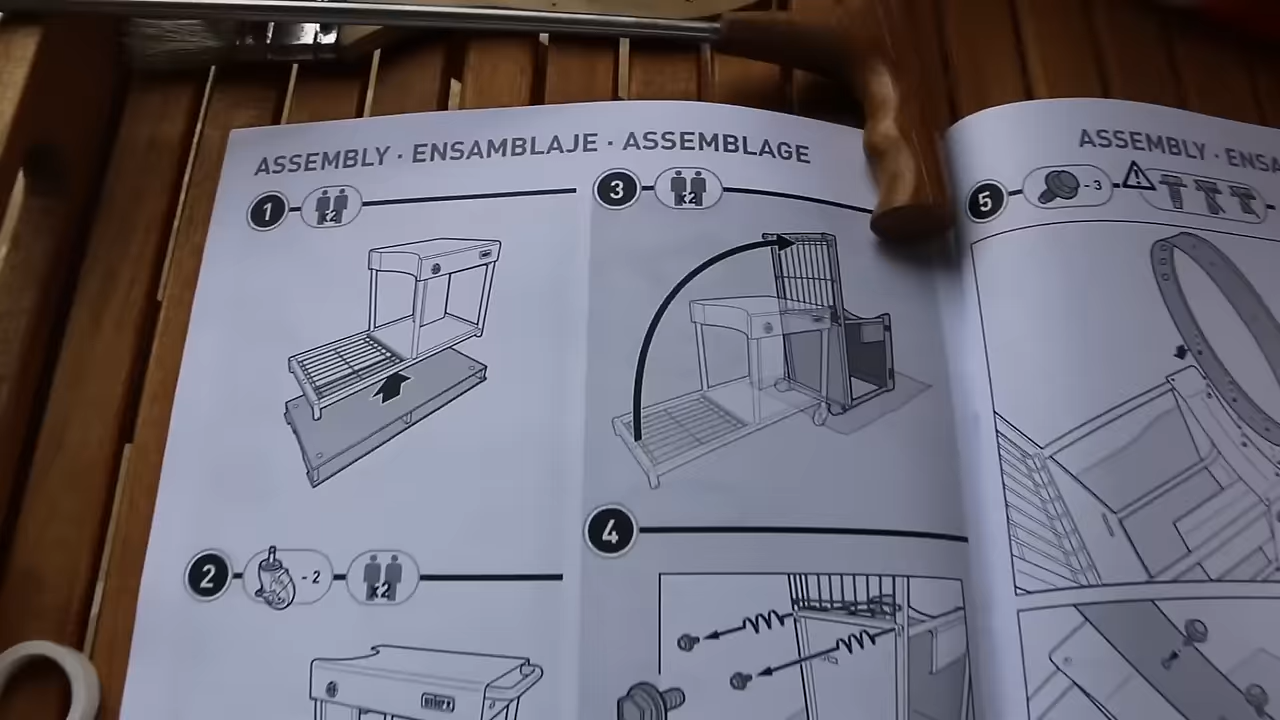 ASSEMBLY · ENSAMBLAJE · ASSEMBLAGE
1
x2
3
x2
2
- 2
x2
4
ASSEMBLY · ENSA
5
- 3